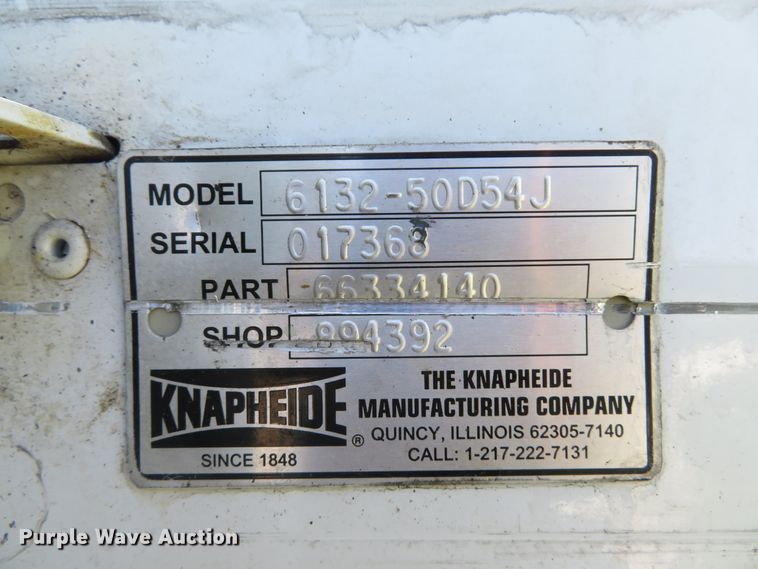 MODEL 6132-50D54J
SERIAL 017368
PART 66334140
SHOP 894392
KNAPHEIDE ®
SINCE 1848
THE KNAPHEIDE
MANUFACTURING COMPANY
QUINCY, ILLINOIS 62305-7140
CALL: 1-217-222-7131
Purple Wave Auction